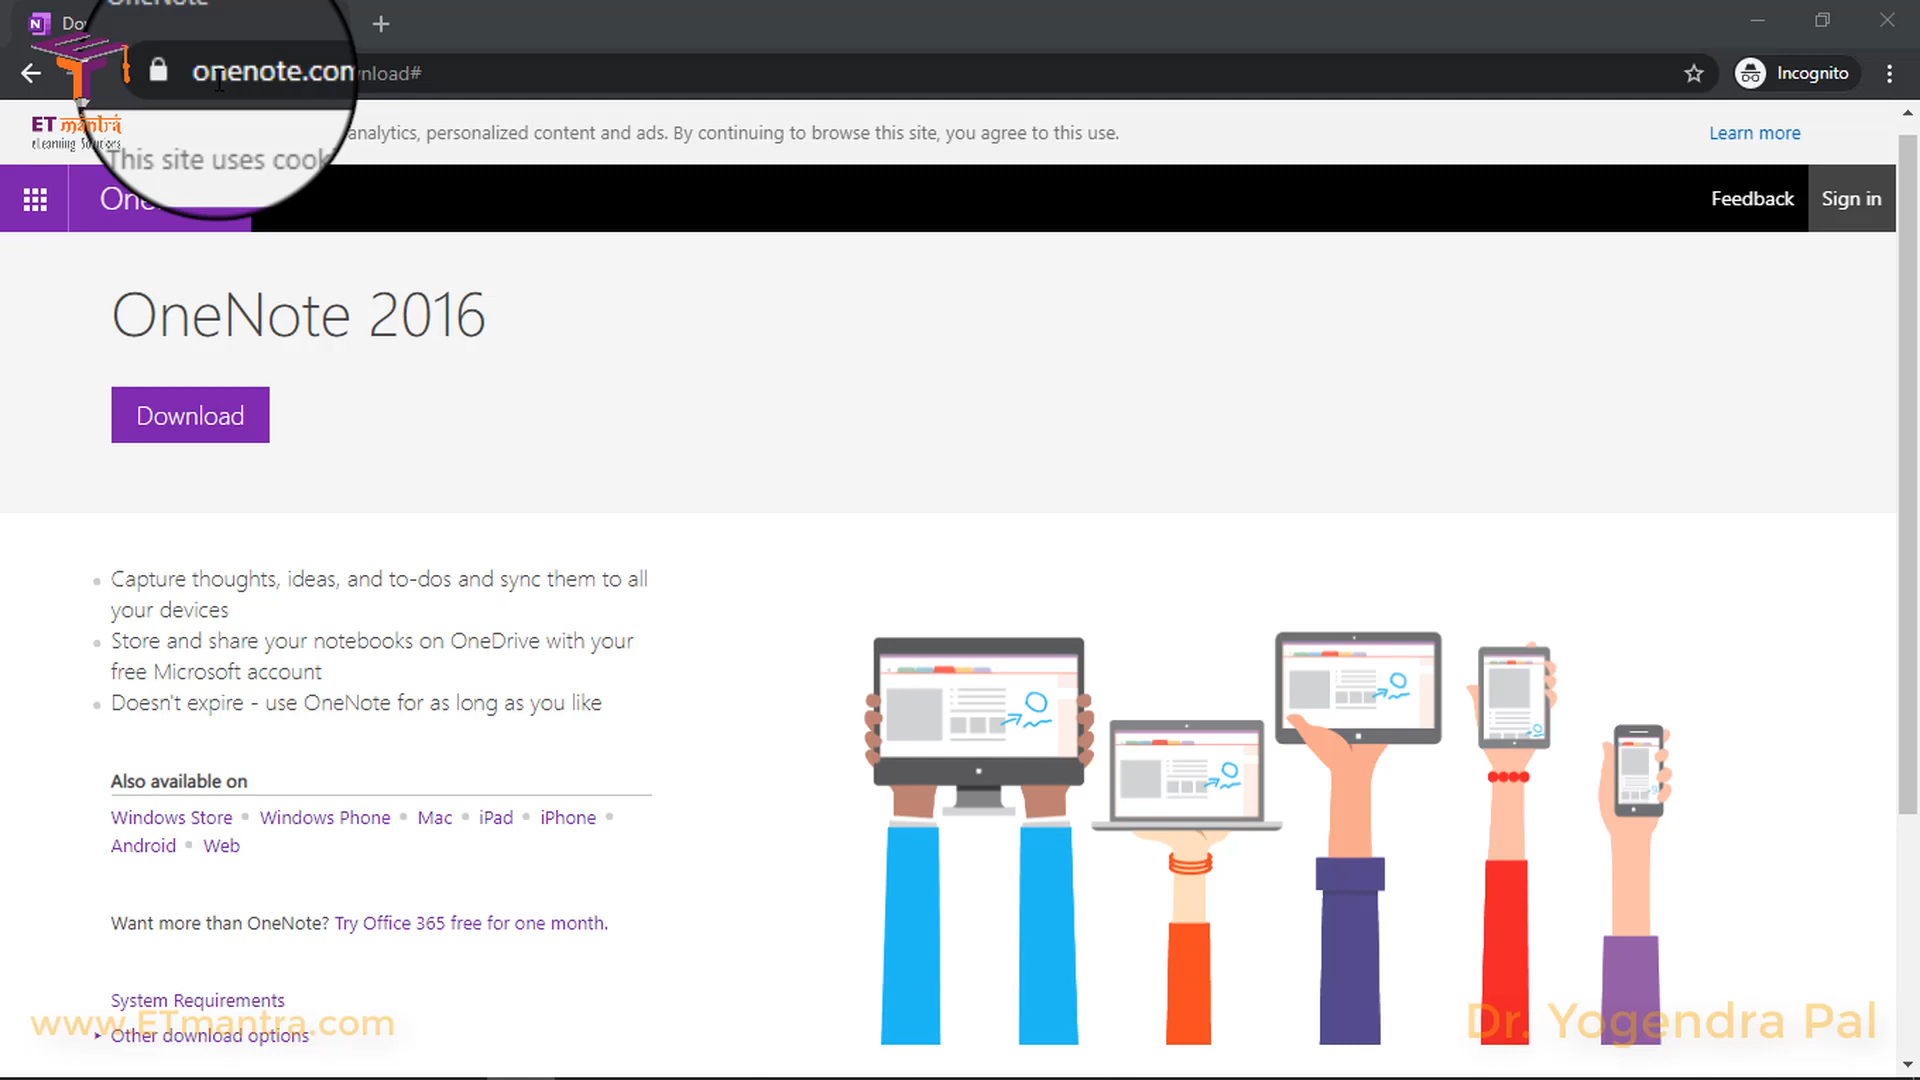 OneNote
Do
onenote.com
nload#
Incognito
ET मन्त्रा
eLearning Solutions
analytics, personalized content and ads. By continuing to browse this site, you agree to this use.
Learn more
This site uses cook
One
Feedback
Sign in
OneNote 2016
Download
Capture thoughts, ideas, and to-dos and sync them to all
your devices
Store and share your notebooks on OneDrive with your
free Microsoft account
Doesn't expire - use OneNote for as long as you like
Also available on
Windows Store • Windows Phone • Mac • iPad • iPhone •
Android • Web
Want more than OneNote? Try Office 365 free for one month.
System Requirements
www.ETmantra.com
Other download options
Dr. Yogendra Pal